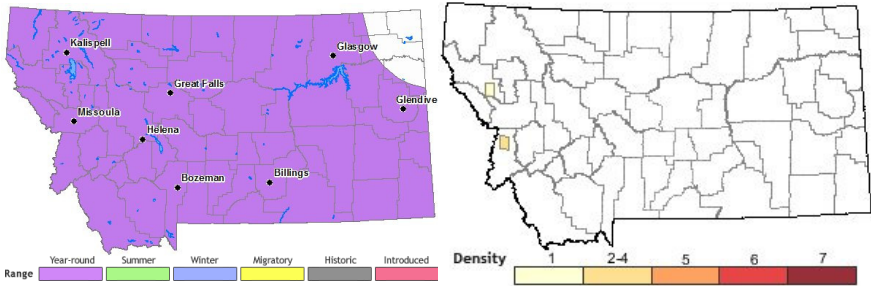 Kalispell
Glasgow
Great Falls
Glendive
Missoula
Helena
Bozeman
Billings
Range
Year-round Summer Winter Migratory Historic Introduced
Density
1 2-4 5 6 7